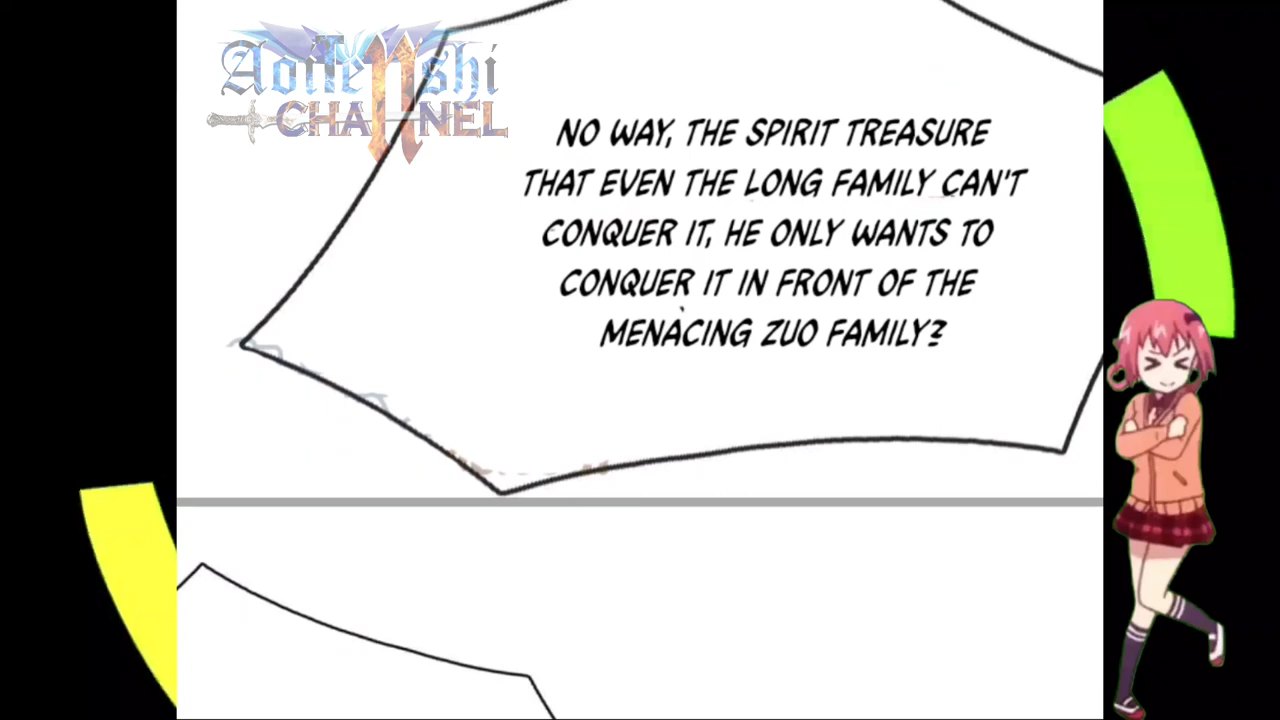 AoiTenshi
CHANNEL
NO WAY, THE SPIRIT TREASURE
THAT EVEN THE LONG FAMILY CAN'T
CONQUER IT, HE ONLY WANTS TO
CONQUER IT IN FRONT OF THE
MENACING ZUO FAMILY?